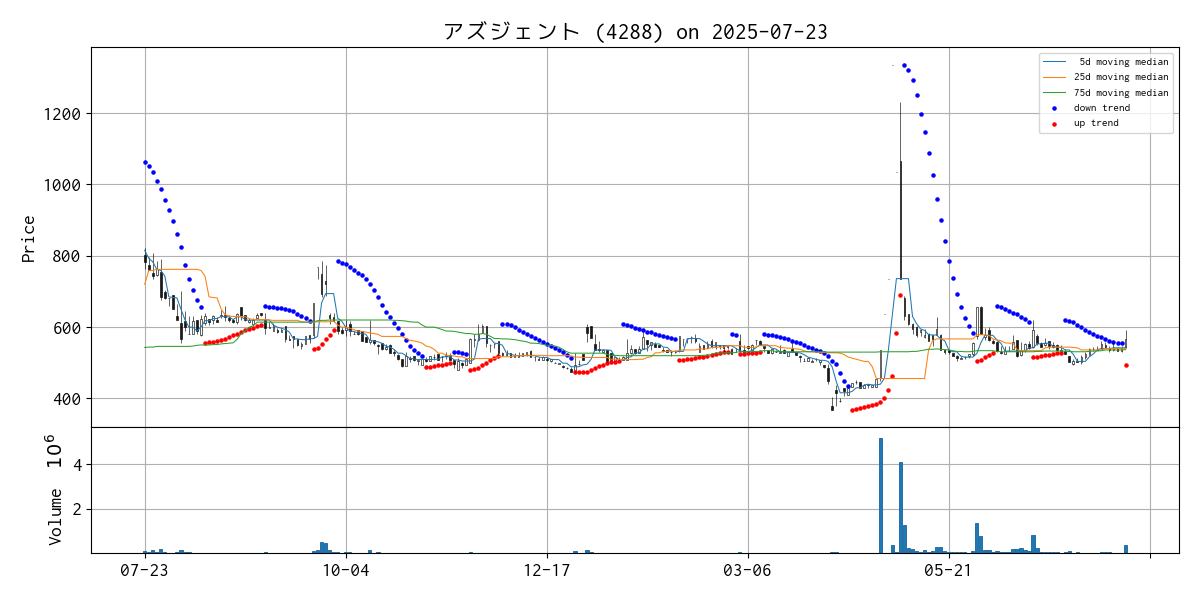 アズジェント (4288) on 2025-07-23
5d moving median
25d moving median
75d moving median
down trend
up trend
Price
1200
1000
800
600
400
Volume 10^6
4
2
07-23
10-04
12-17
03-06
05-21